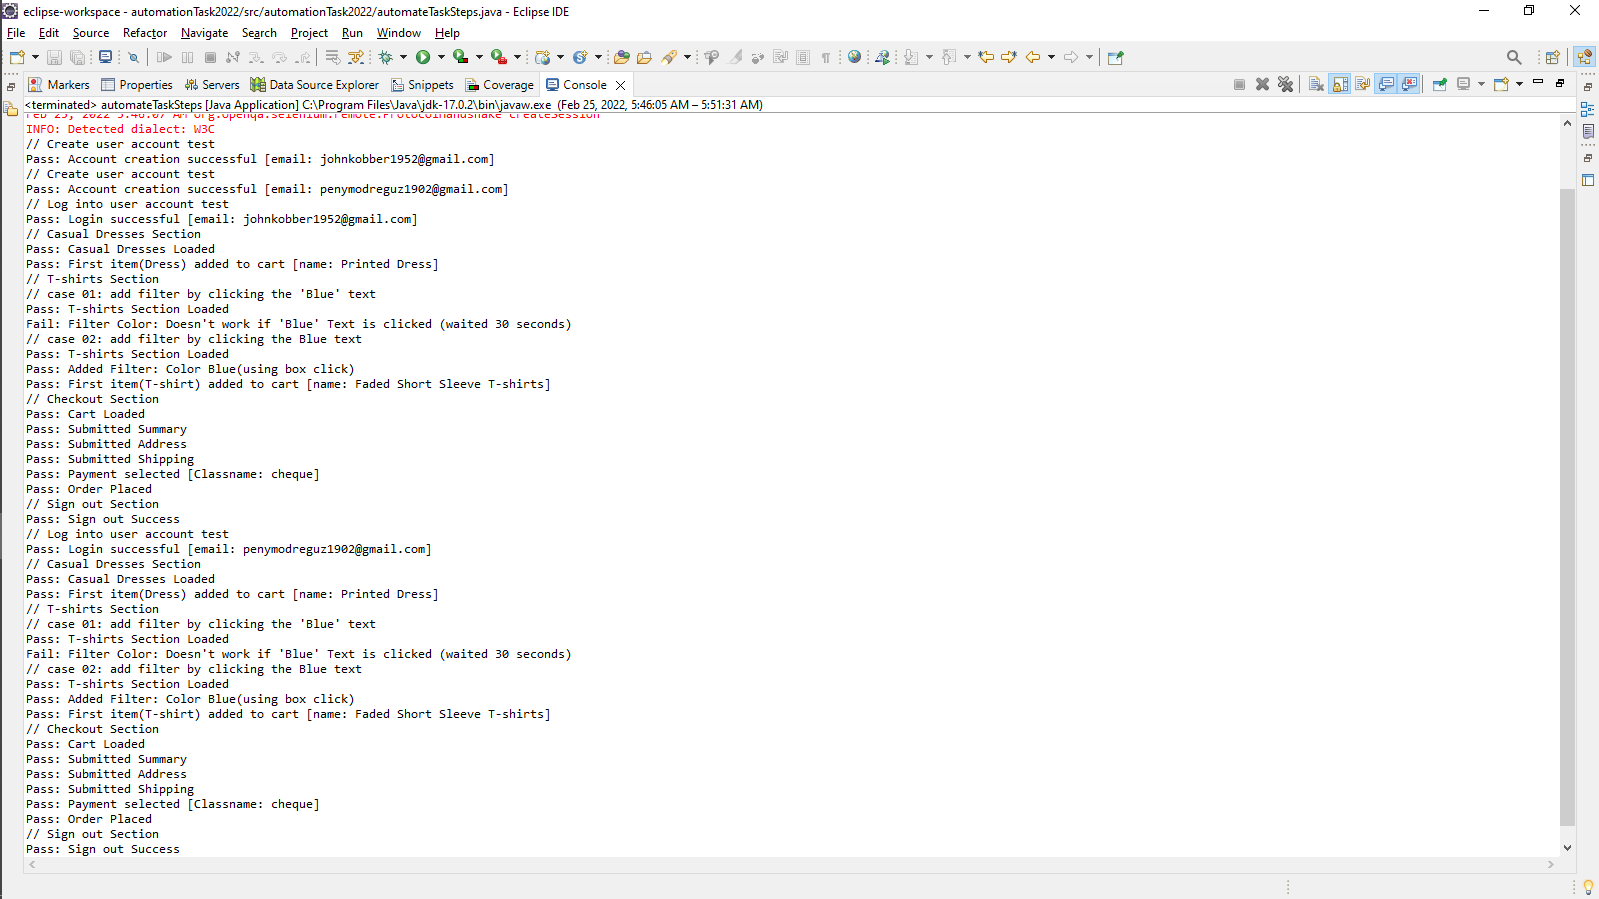 eclipse-workspace - automationTask2022/src/automationTask2022/automateTaskSteps.java - Eclipse IDE
File Edit Source Refactor Navigate Search Project Run Window Help
Markers Properties Servers Data Source Explorer Snippets Coverage Console
<terminated> automateTaskSteps [Java Application] C:\Program Files\Java\jdk-17.0.2\bin\javaw.exe (Feb 25, 2022, 5:46:05 AM – 5:51:31 AM)
Feb 25, 2022 5:46:07 AM org.openqa.selenium.remote.ProtocolHandshake createSession
INFO: Detected dialect: W3C
// Create user account test
Pass: Account creation successful [email: johnkobber1952@gmail.com]
// Create user account test
Pass: Account creation successful [email: penymodreguz1902@gmail.com]
// Log into user account test
Pass: Login successful [email: johnkobber1952@gmail.com]
// Casual Dresses Section
Pass: Casual Dresses Loaded
Pass: First item(Dress) added to cart [name: Printed Dress]
// T-shirts Section
// case 01: add filter by clicking the 'Blue' text
Pass: T-shirts Section Loaded
Fail: Filter Color: Doesn't work if 'Blue' Text is clicked (waited 30 seconds)
// case 02: add filter by clicking the Blue text
Pass: T-shirts Section Loaded
Pass: Added Filter: Color Blue(using box click)
Pass: First item(T-shirt) added to cart [name: Faded Short Sleeve T-shirts]
// Checkout Section
Pass: Cart Loaded
Pass: Submitted Summary
Pass: Submitted Address
Pass: Submitted Shipping
Pass: Payment selected [Classname: cheque]
Pass: Order Placed
// Sign out Section
Pass: Sign out Success
// Log into user account test
Pass: Login successful [email: penymodreguz1902@gmail.com]
// Casual Dresses Section
Pass: Casual Dresses Loaded
Pass: First item(Dress) added to cart [name: Printed Dress]
// T-shirts Section
// case 01: add filter by clicking the 'Blue' text
Pass: T-shirts Section Loaded
Fail: Filter Color: Doesn't work if 'Blue' Text is clicked (waited 30 seconds)
// case 02: add filter by clicking the Blue text
Pass: T-shirts Section Loaded
Pass: Added Filter: Color Blue(using box click)
Pass: First item(T-shirt) added to cart [name: Faded Short Sleeve T-shirts]
// Checkout Section
Pass: Cart Loaded
Pass: Submitted Summary
Pass: Submitted Address
Pass: Submitted Shipping
Pass: Payment selected [Classname: cheque]
Pass: Order Placed
// Sign out Section
Pass: Sign out Success